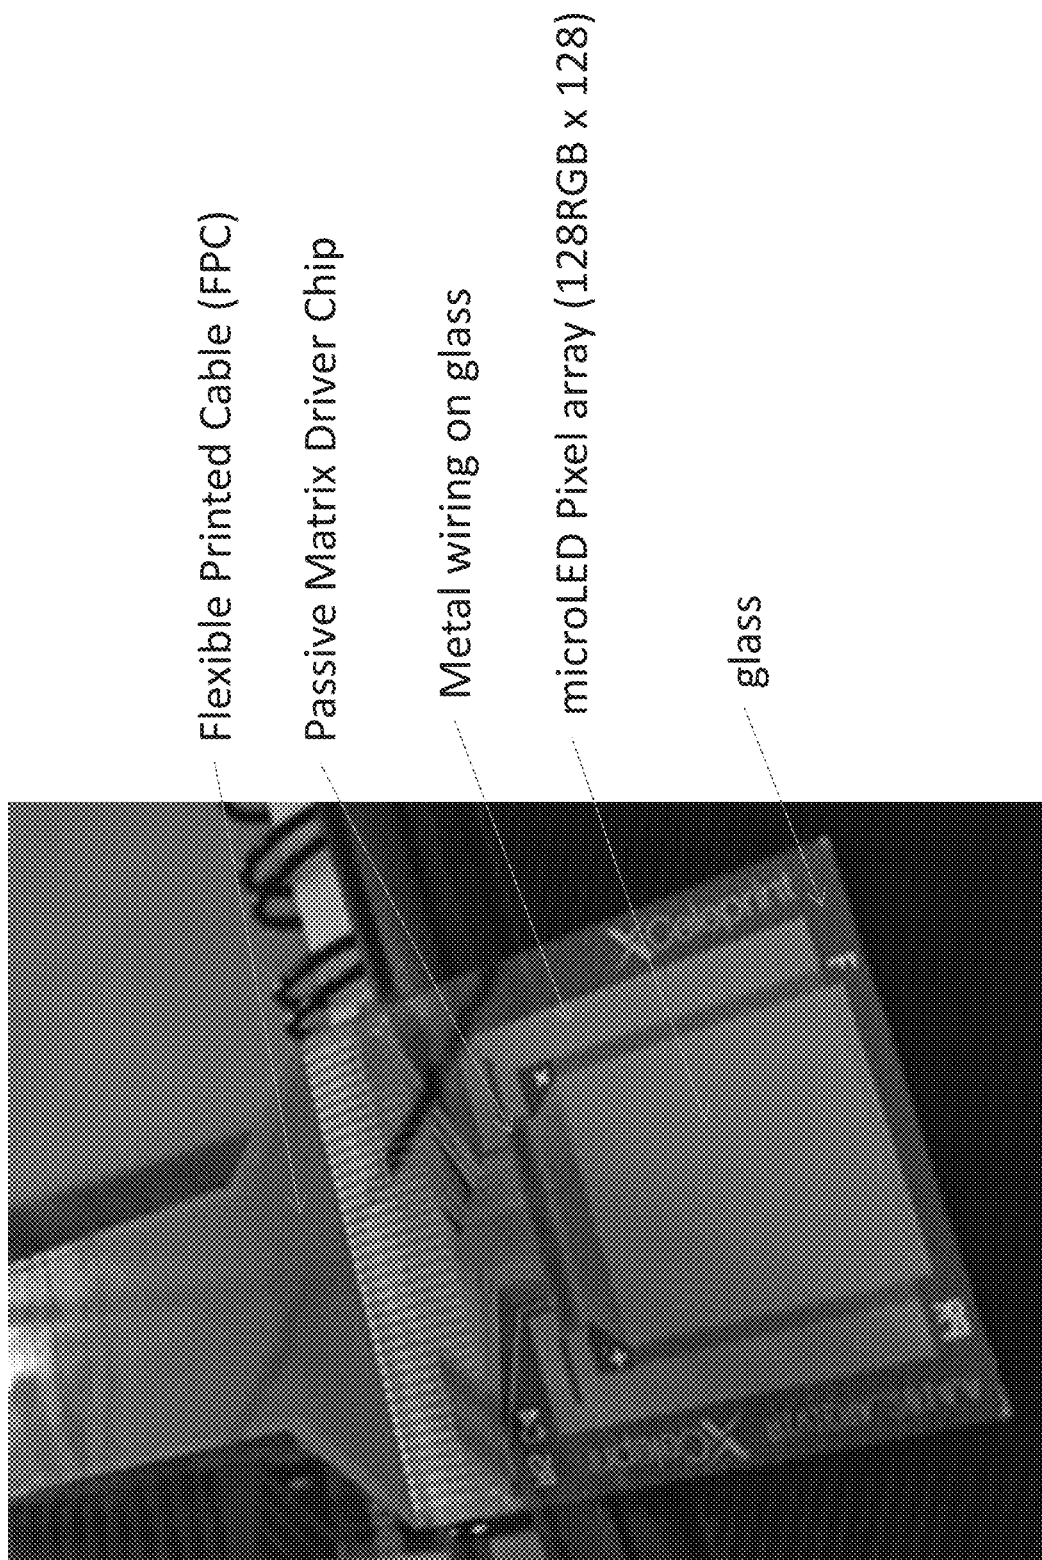 Flexible Printed Cable (FPC)
Passive Matrix Driver Chip
Metal wiring on glass
microLED Pixel array (128RGB x 128)
glass